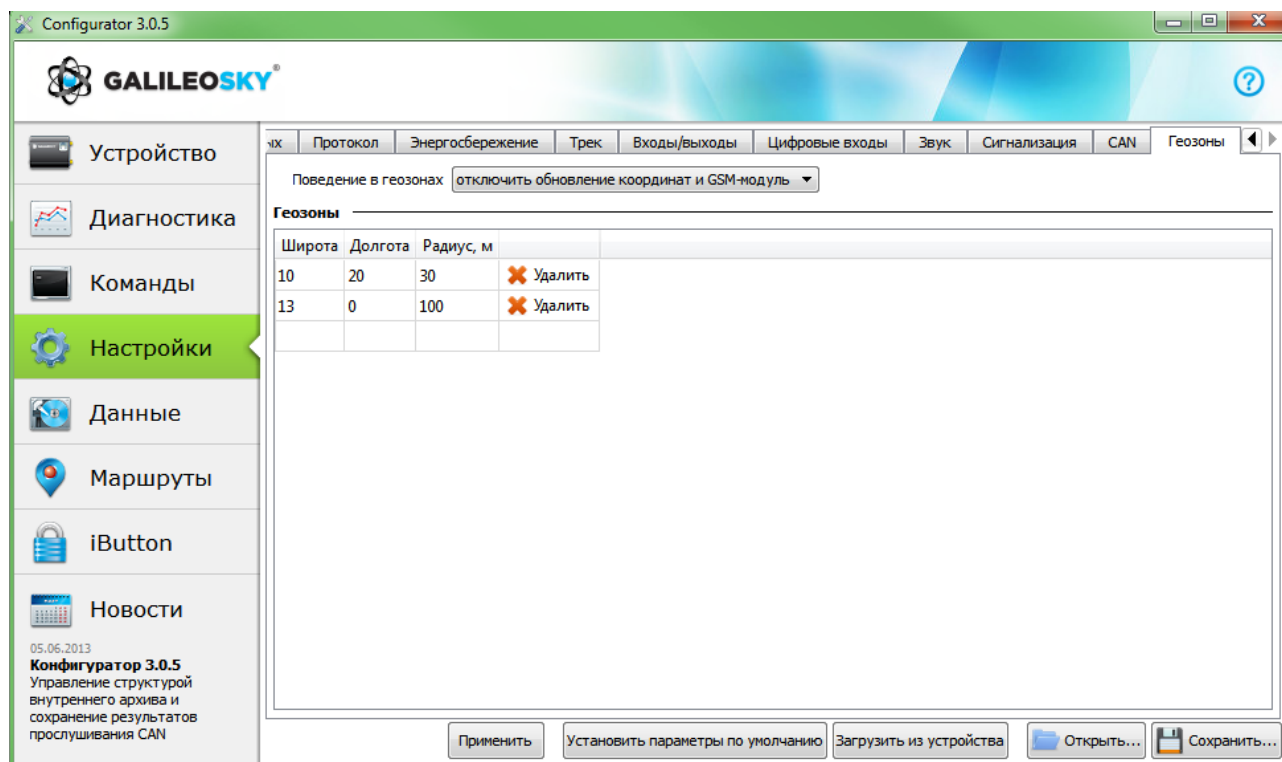 Configurator 3.0.5
GALILEOSKY®
Устройство
Диагностика
Команды
Настройки
Данные
Маршруты
iButton
Новости
05.06.2013
Конфигуратор 3.0.5
Управление структурой
внутреннего архива и
сохранение результатов
прослушивания CAN
ых Протокол Энергосбережение Трек Входы/выходы Цифровые входы Звук Сигнализация CAN Геозоны
Поведение в геозонах отключить обновление координат и GSM-модуль
Геозоны
Широта Долгота Радиус, м
10 20 30 Удалить
13 0 100 Удалить
Применить Установить параметры по умолчанию Загрузить из устройства Открыть... Сохранить...